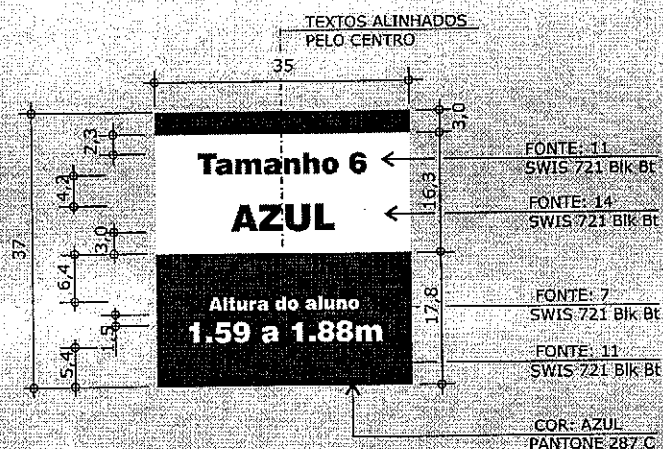 TEXTOS ALINHADOS
PELO CENTRO
35
3,0
2,3
Tamanho 6
FONTE: 11
SWIS 721 Blk Bt
4,2
16,3
AZUL
FONTE: 14
SWIS 721 Blk Bt
3,0
37
6,4
Altura do aluno
17,8
FONTE: 7
SWIS 721 Blk Bt
1.59 a 1.88m
5,4
FONTE: 11
SWIS 721 Blk Bt
COR: AZUL
PANTONE 287 C